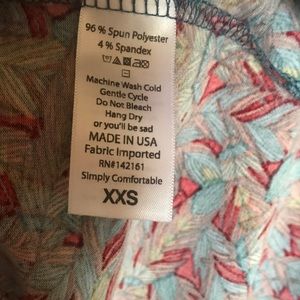 96 % Spun Polyester
4 % Spandex
Machine Wash Cold
Gentle Cycle
Do Not Bleach
Hang Dry
or you'll be sad
MADE IN USA
Fabric Imported
RN#142161
Simply Comfortable
XXS